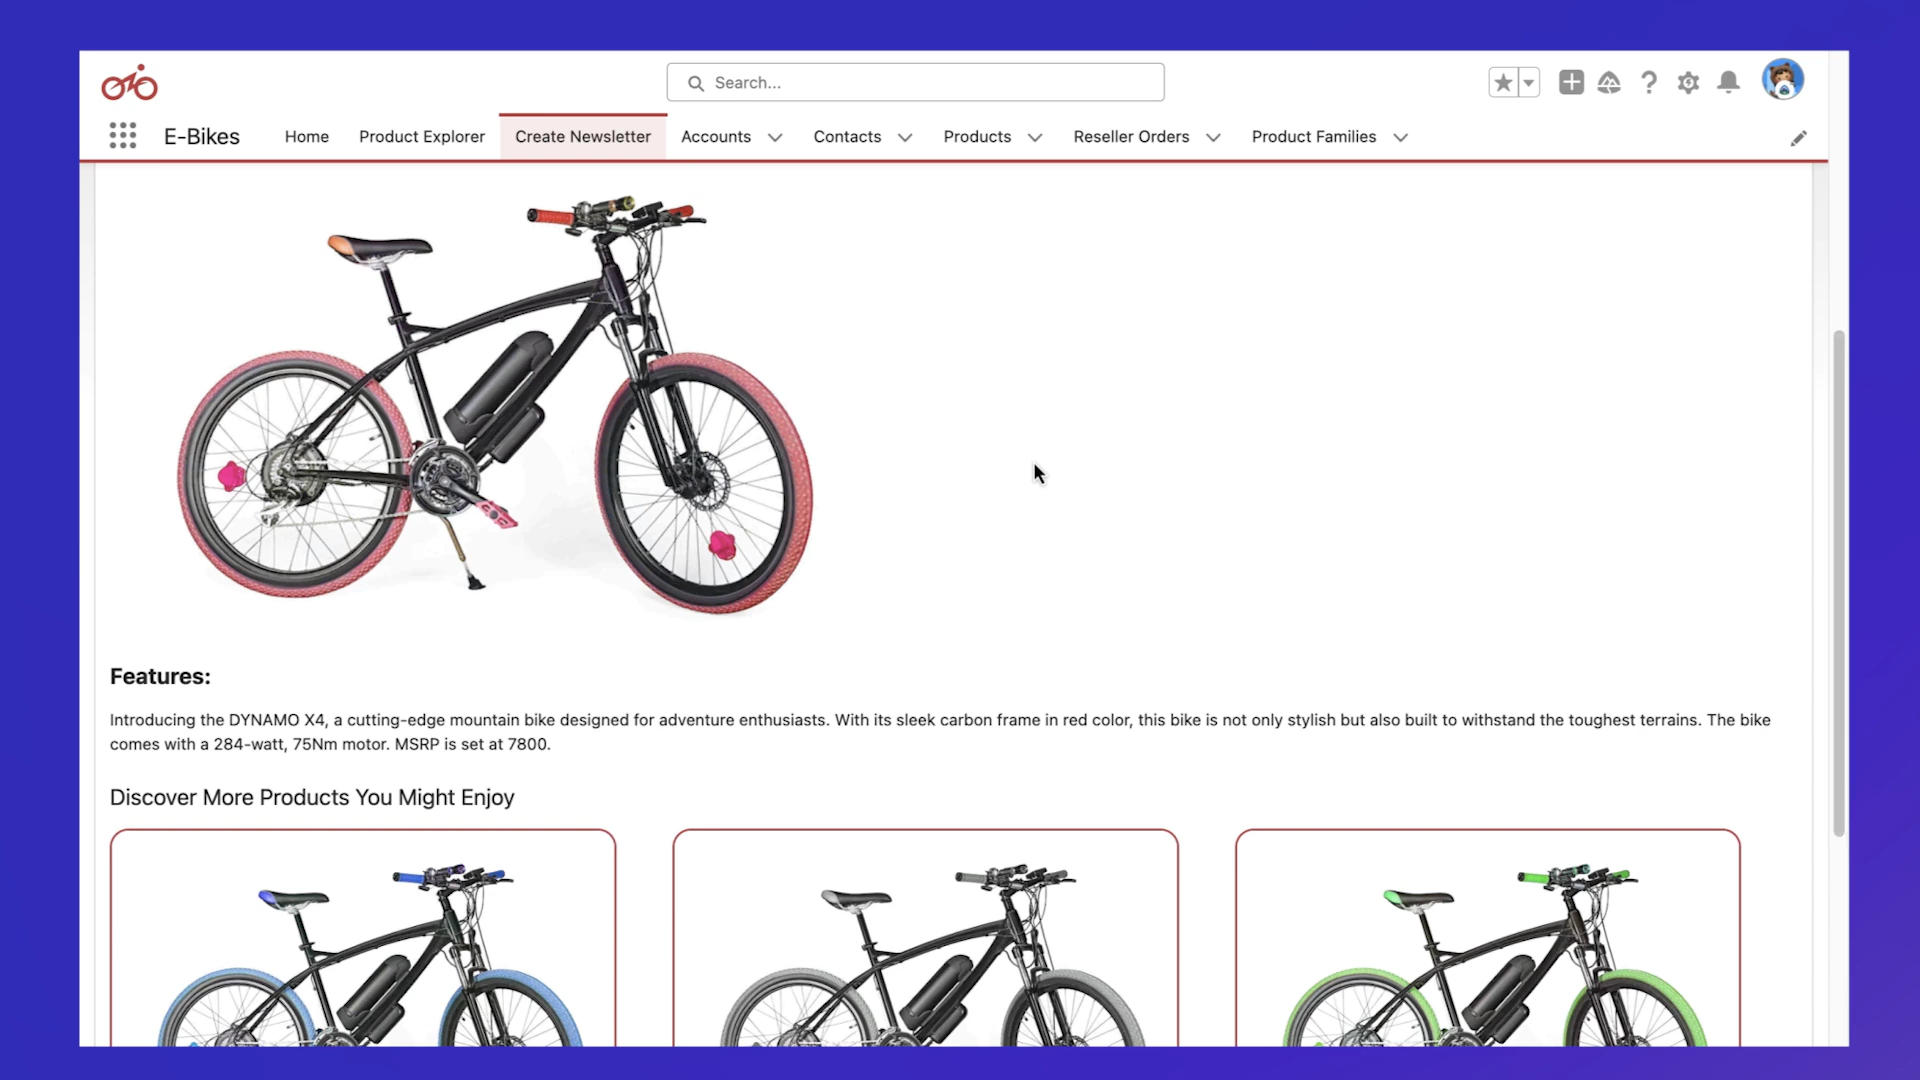 Search...
E-Bikes
Home
Product Explorer
Create Newsletter
Accounts
Contacts
Products
Reseller Orders
Product Families
Features:
Introducing the DYNAMO X4, a cutting-edge mountain bike designed for adventure enthusiasts. With its sleek carbon frame in red color, this bike is not only stylish but also built to withstand the toughest terrains. The bike
comes with a 284-watt, 75Nm motor. MSRP is set at 7800.
Discover More Products You Might Enjoy